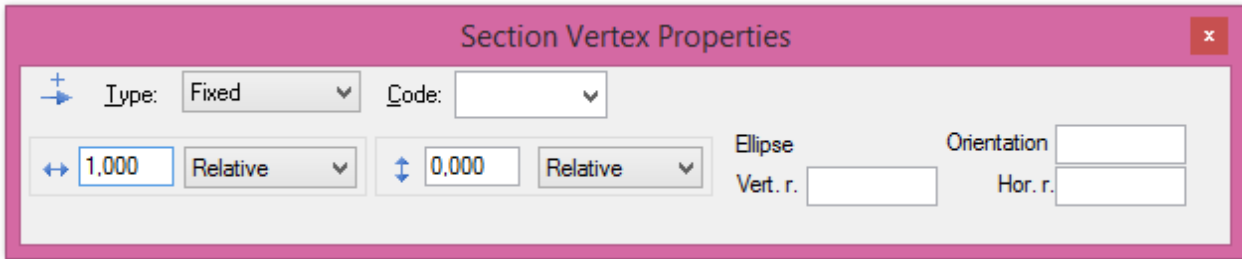 Section Vertex Properties
x
Type: Fixed Code:
1,000 Relative 0,000 Relative
Ellipse Orientation
Vert. r. Hor. r.